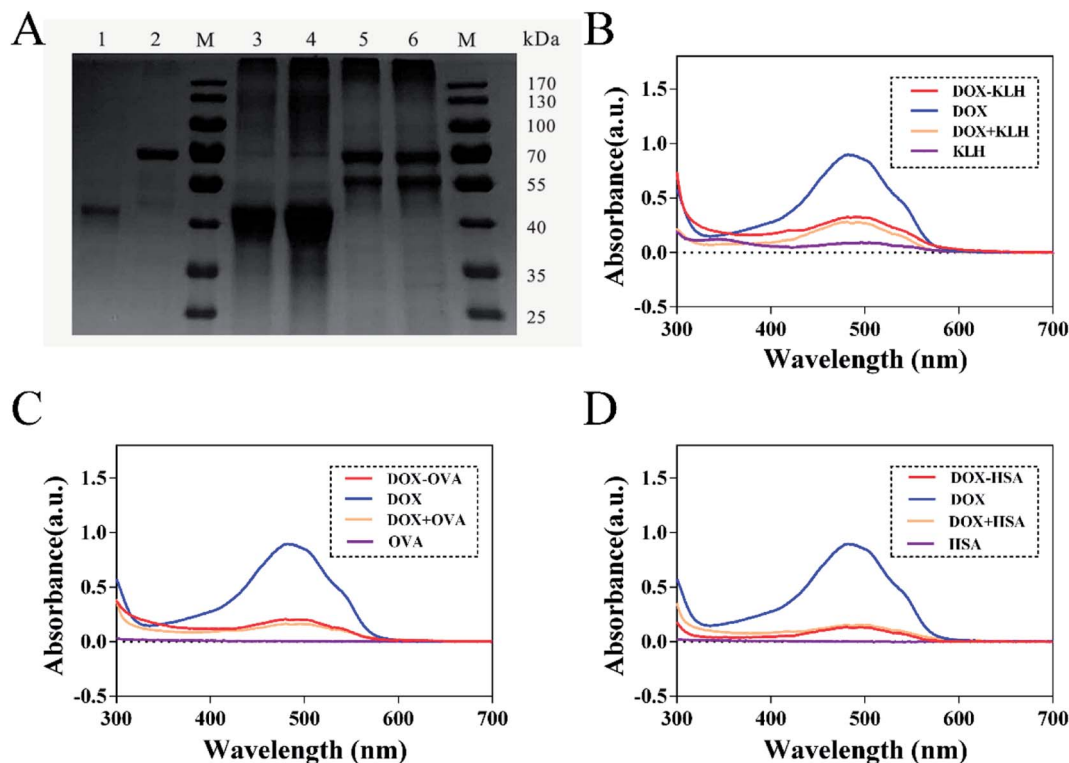 A
1 2 M 3 4 5 6 M kDa
170
130
100
70
55
40
35
25
B
Absorbance(a.u.)
1.5
1.0
0.5
0.0
-0.5
DOX-KLH
DOX
DOX+KLH
KLH
300 400 500 600 700
Wavelength (nm)
C
Absorbance(a.u.)
1.5
1.0
0.5
0.0
-0.5
DOX-OVA
DOX
DOX+OVA
OVA
300 400 500 600 700
Wavelength (nm)
D
Absorbance(a.u.)
1.5
1.0
0.5
0.0
-0.5
DOX-HSA
DOX
DOX+HSA
HSA
300 400 500 600 700
Wavelength (nm)